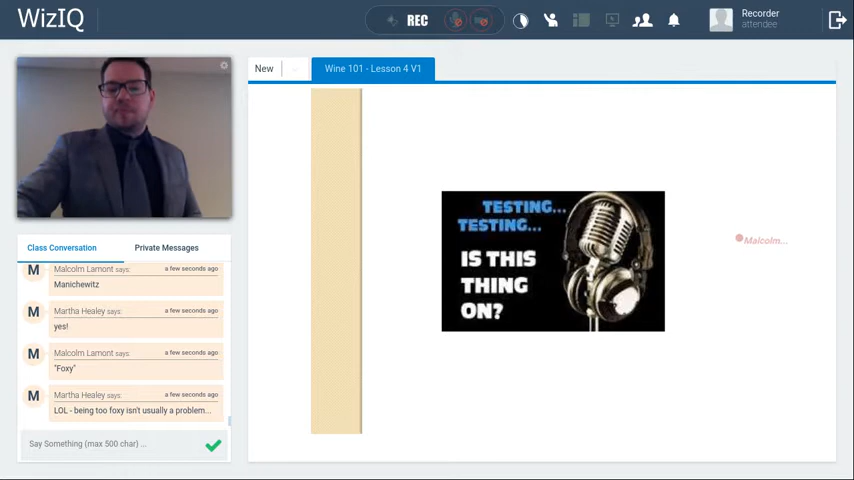 WizIQ
REC
Recorder
attendee
New
Wine 101 - Lesson 4 V1
TESTING...
TESTING...
IS THIS
THING
ON?
Malcolm...
Class Conversation
Private Messages
M
Malcolm Lamont says:
a few seconds ago
Manichewitz
M
Martha Healey says:
a few seconds ago
yes!
M
Malcolm Lamont says:
a few seconds ago
"Foxy"
M
Martha Healey says:
a few seconds ago
LOL - being too foxy isn't usually a problem...
Say Something (max 500 char) ...